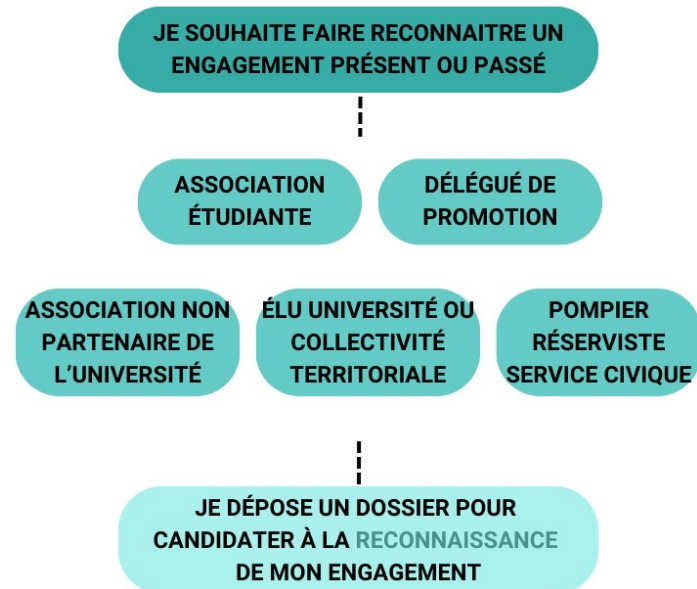 JE SOUHAITE FAIRE RECONNAITRE UN
ENGAGEMENT PRÉSENT OU PASSÉ
ASSOCIATION
ÉTUDIANTE
DÉLÉGUÉ DE
PROMOTION
ASSOCIATION NON
PARTENAIRE DE
L'UNIVERSITÉ
ÉLU UNIVERSITÉ OU
COLLECTIVITÉ
TERRITORIALE
POMPIER
RÉSERVISTE
SERVICE CIVIQUE
JE DÉPOSE UN DOSSIER POUR
CANDIDATER À LA RECONNAISSANCE
DE MON ENGAGEMENT